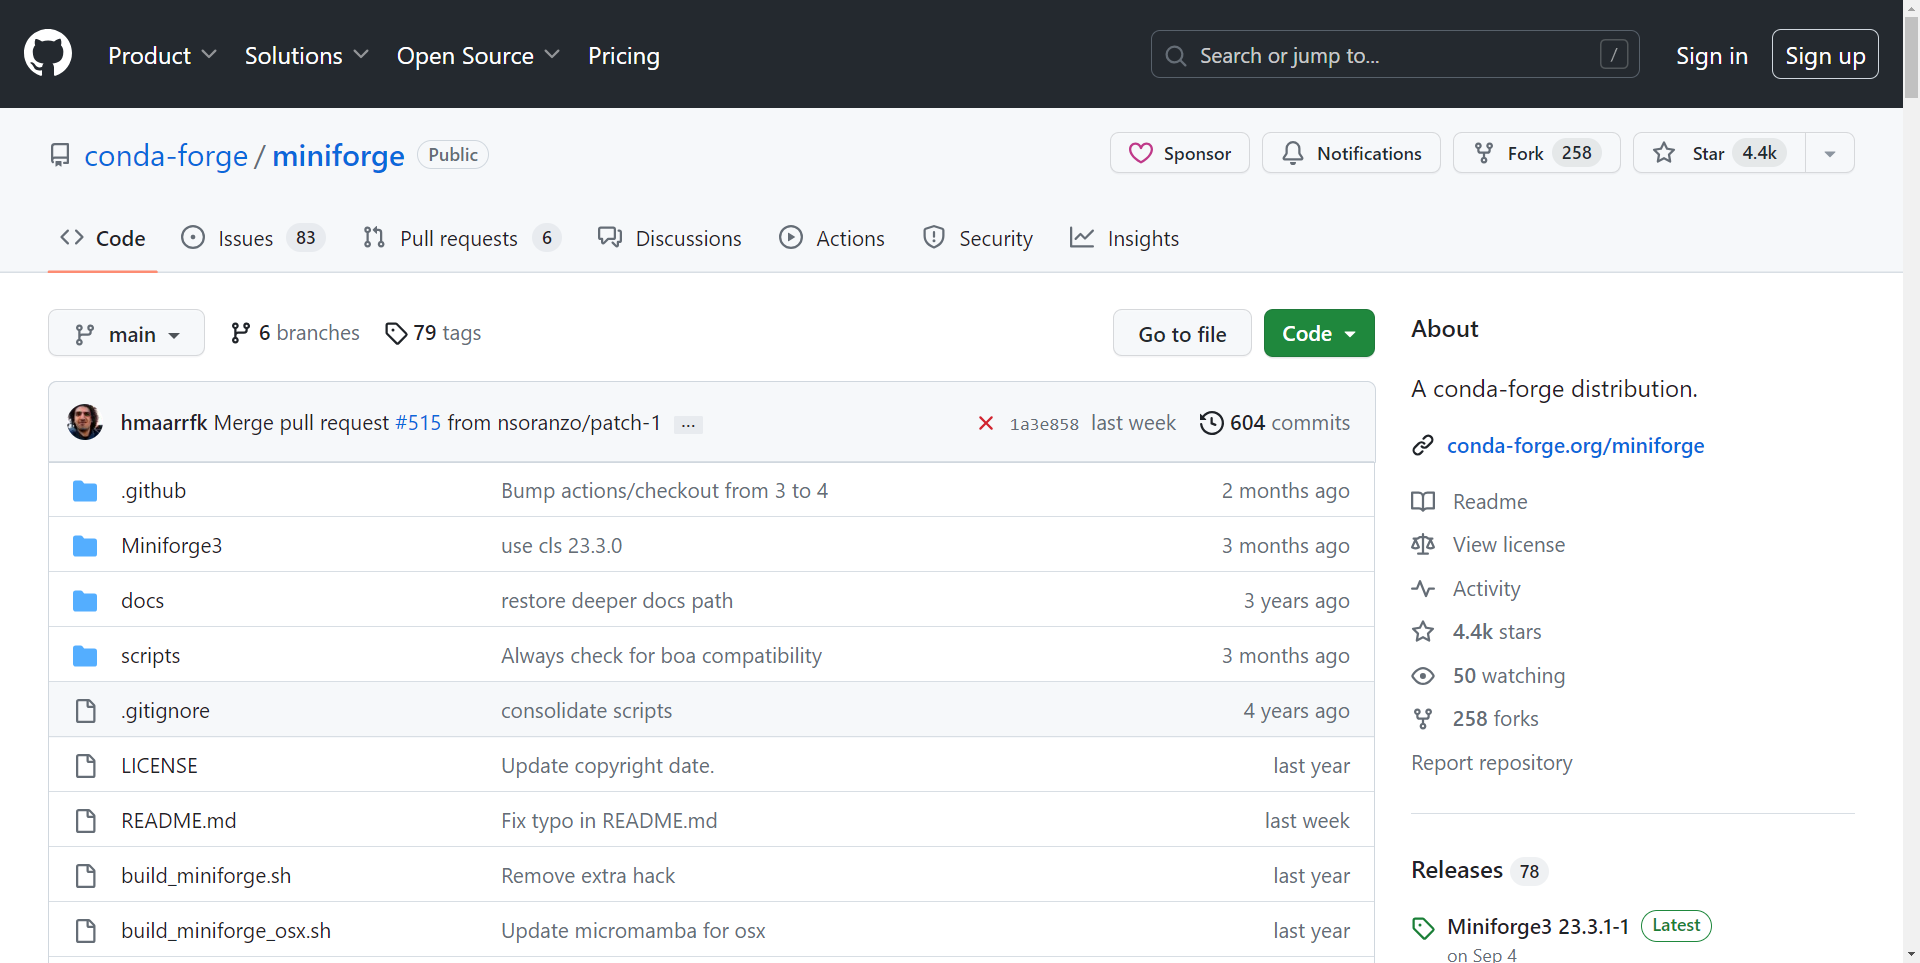 Product Solutions Open Source Pricing Search or jump to... / Sign in Sign up
conda-forge / miniforge Public Sponsor Notifications Fork 258 Star 4.4k
Code Issues 83 Pull requests 6 Discussions Actions Security Insights
main 6 branches 79 tags Go to file Code
hmaarrfk Merge pull request #515 from nsoranzo/patch-1 ... 1a3e858 last week 604 commits
.github Bump actions/checkout from 3 to 4 2 months ago
Miniforge3 use cls 23.3.0 3 months ago
docs restore deeper docs path 3 years ago
scripts Always check for boa compatibility 3 months ago
.gitignore consolidate scripts 4 years ago
LICENSE Update copyright date. last year
README.md Fix typo in README.md last week
build_miniforge.sh Remove extra hack last year
build_miniforge_osx.sh Update micromamba for osx last year
About
A conda-forge distribution.
conda-forge.org/miniforge
Readme
View license
Activity
4.4k stars
50 watching
258 forks
Report repository
Releases 78
Miniforge3 23.3.1-1 Latest
on Sep 4